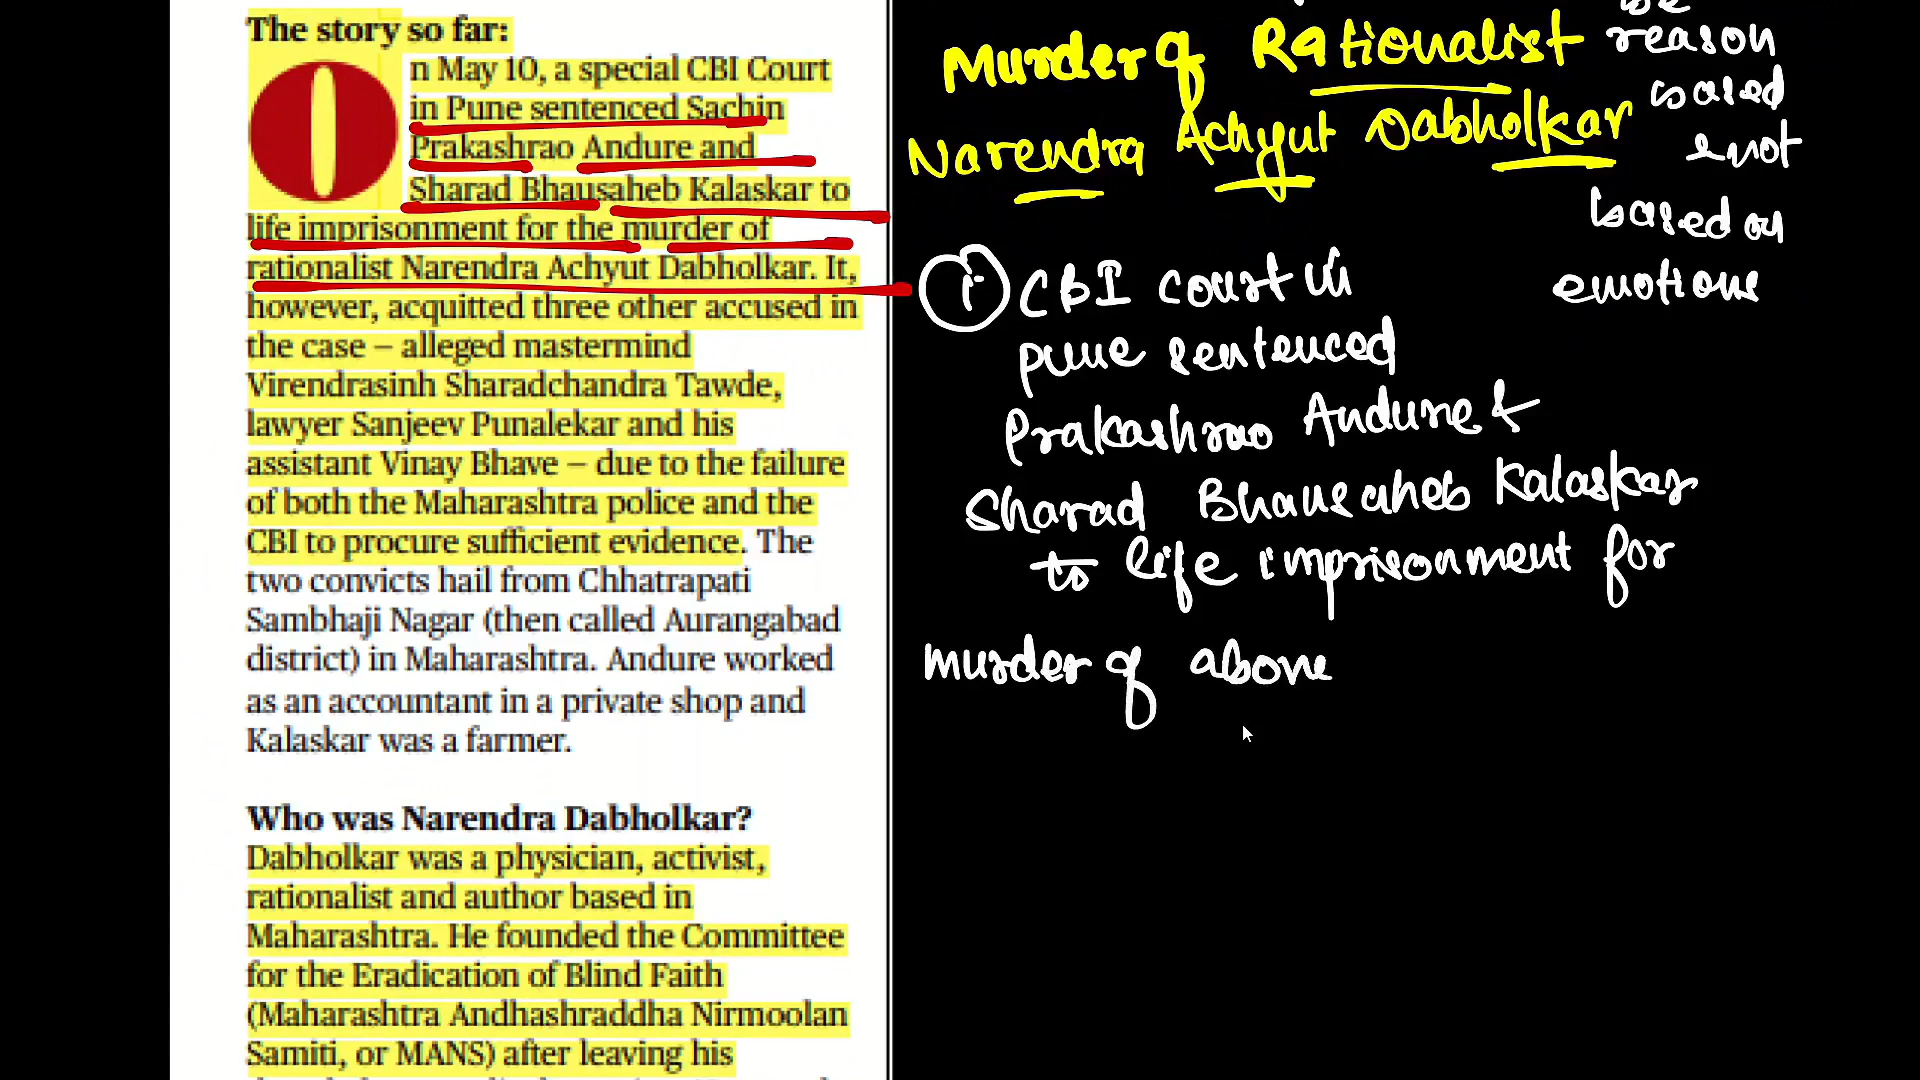 The story so far:
On May 10, a special CBI Court
in Pune sentenced Sachin
Prakashrao Andure and
Sharad Bhausaheb Kalaskar to
life imprisonment for the murder of
rationalist Narendra Achyut Dabholkar. It,
however, acquitted three other accused in
the case – alleged mastermind
Virendrasinh Sharadchandra Tawde,
lawyer Sanjeev Punalekar and his
assistant Vinay Bhave – due to the failure
of both the Maharashtra police and the
CBI to procure sufficient evidence. The
two convicts hail from Chhatrapati
Sambhaji Nagar (then called Aurangabad
district) in Maharashtra. Andure worked
as an accountant in a private shop and
Kalaskar was a farmer.
Who was Narendra Dabholkar?
Dabholkar was a physician, activist,
rationalist and author based in
Maharashtra. He founded the Committee
for the Eradication of Blind Faith
(Maharashtra Andhashraddha Nirmoolan
Samiti, or MANS) after leaving his
Murder of Rationalist
Narendra Achyut Dabholkar
be
reason
based
& not
based on
emotions
① CBI court in
Pune sentenced
Prakashrao Andure &
Sharad Bhausaheb Kalaskar
to life imprisonment for
murder of above